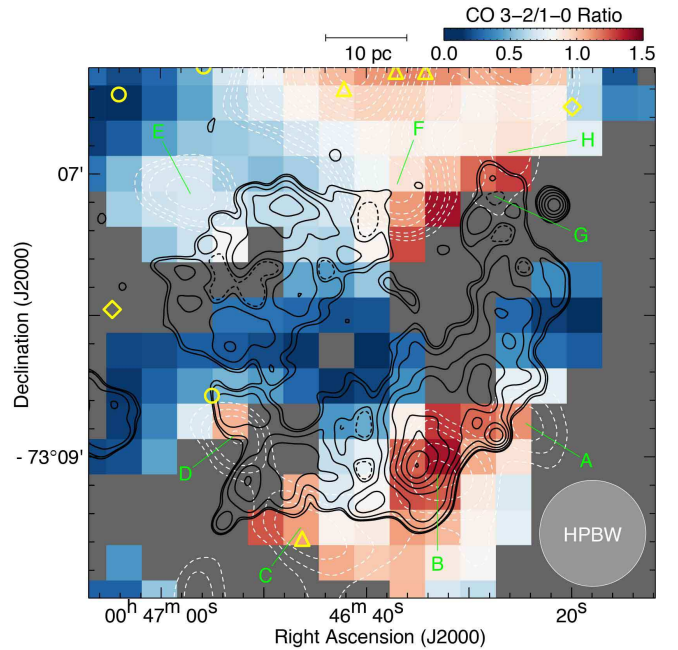 CO 3–2/1–0 Ratio
10 pc
0.0 0.5 1.0 1.5
E
F
H
07'
G
Declination (J2000)
D
- 73°09'
A
HPBW
C
B
00ʰ 47ᵐ 00ˢ 46ᵐ 40ˢ 20ˢ
Right Ascension (J2000)